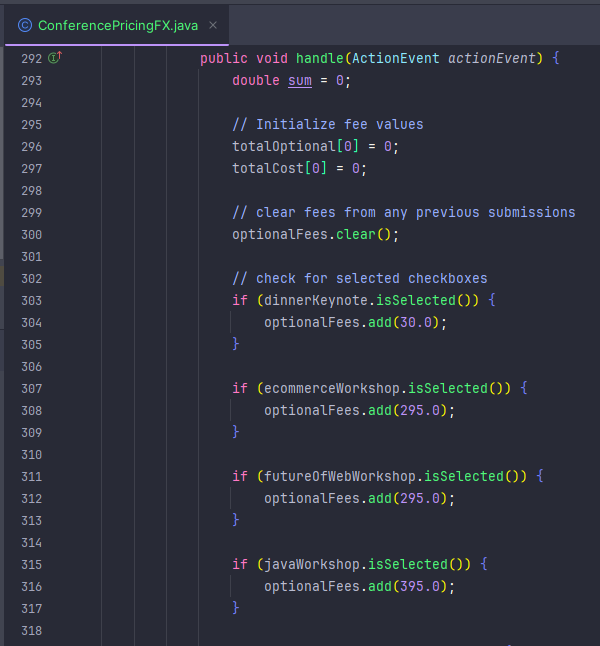 ConferencePricingFX.java
292 public void handle(ActionEvent actionEvent) {
293 double sum = 0;
294
295 // Initialize fee values
296 totalOptional[0] = 0;
297 totalCost[0] = 0;
298
299 // clear fees from any previous submissions
300 optionalFees.clear();
301
302 // check for selected checkboxes
303 if (dinnerKeynote.isSelected()) {
304 optionalFees.add(30.0);
305 }
306
307 if (ecommerceWorkshop.isSelected()) {
308 optionalFees.add(295.0);
309 }
310
311 if (futureOfWebWorkshop.isSelected()) {
312 optionalFees.add(295.0);
313 }
314
315 if (javaWorkshop.isSelected()) {
316 optionalFees.add(395.0);
317 }
318